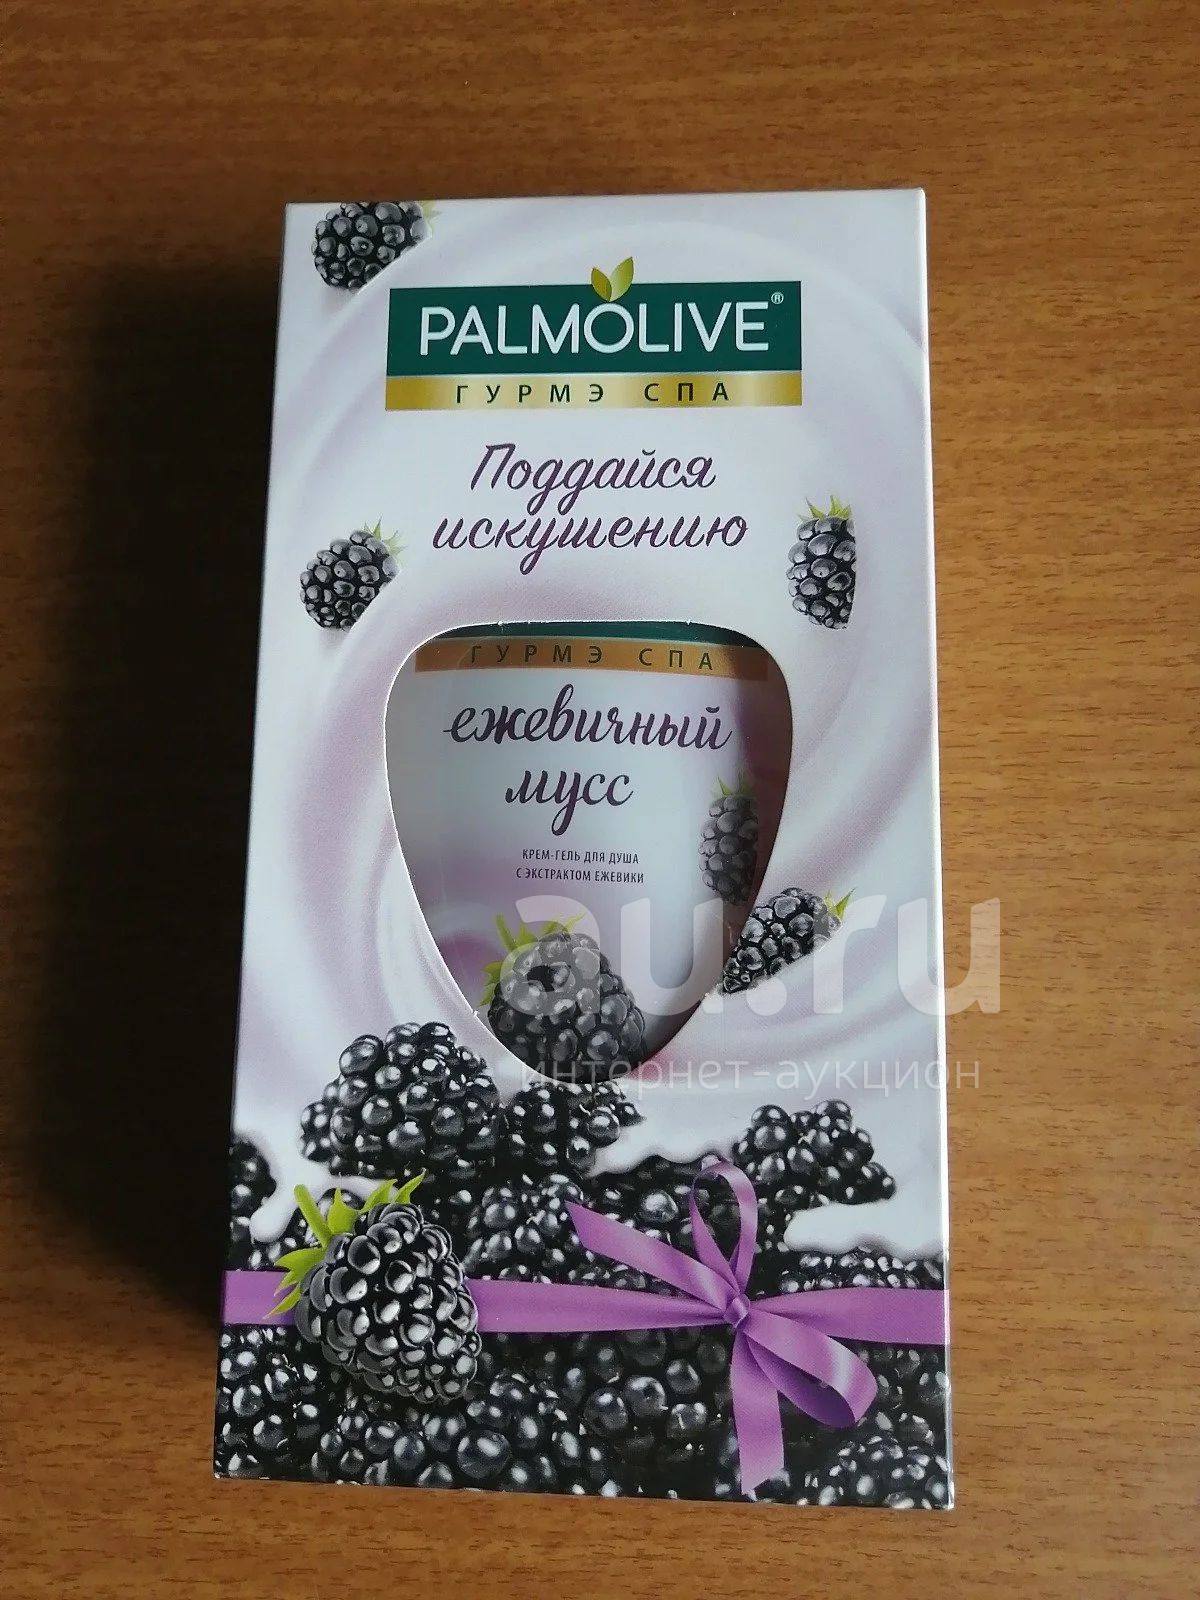 PALMOLIVE®
ГУРМЭ СПА
Поддайся
искушению
ГУРМЭ СПА
ежевичный
мусс
КРЕМ-ГЕЛЬ ДЛЯ ДУША
С ЭКСТРАКТОМ ЕЖЕВИКИ
au.ru
интернет-аукцион